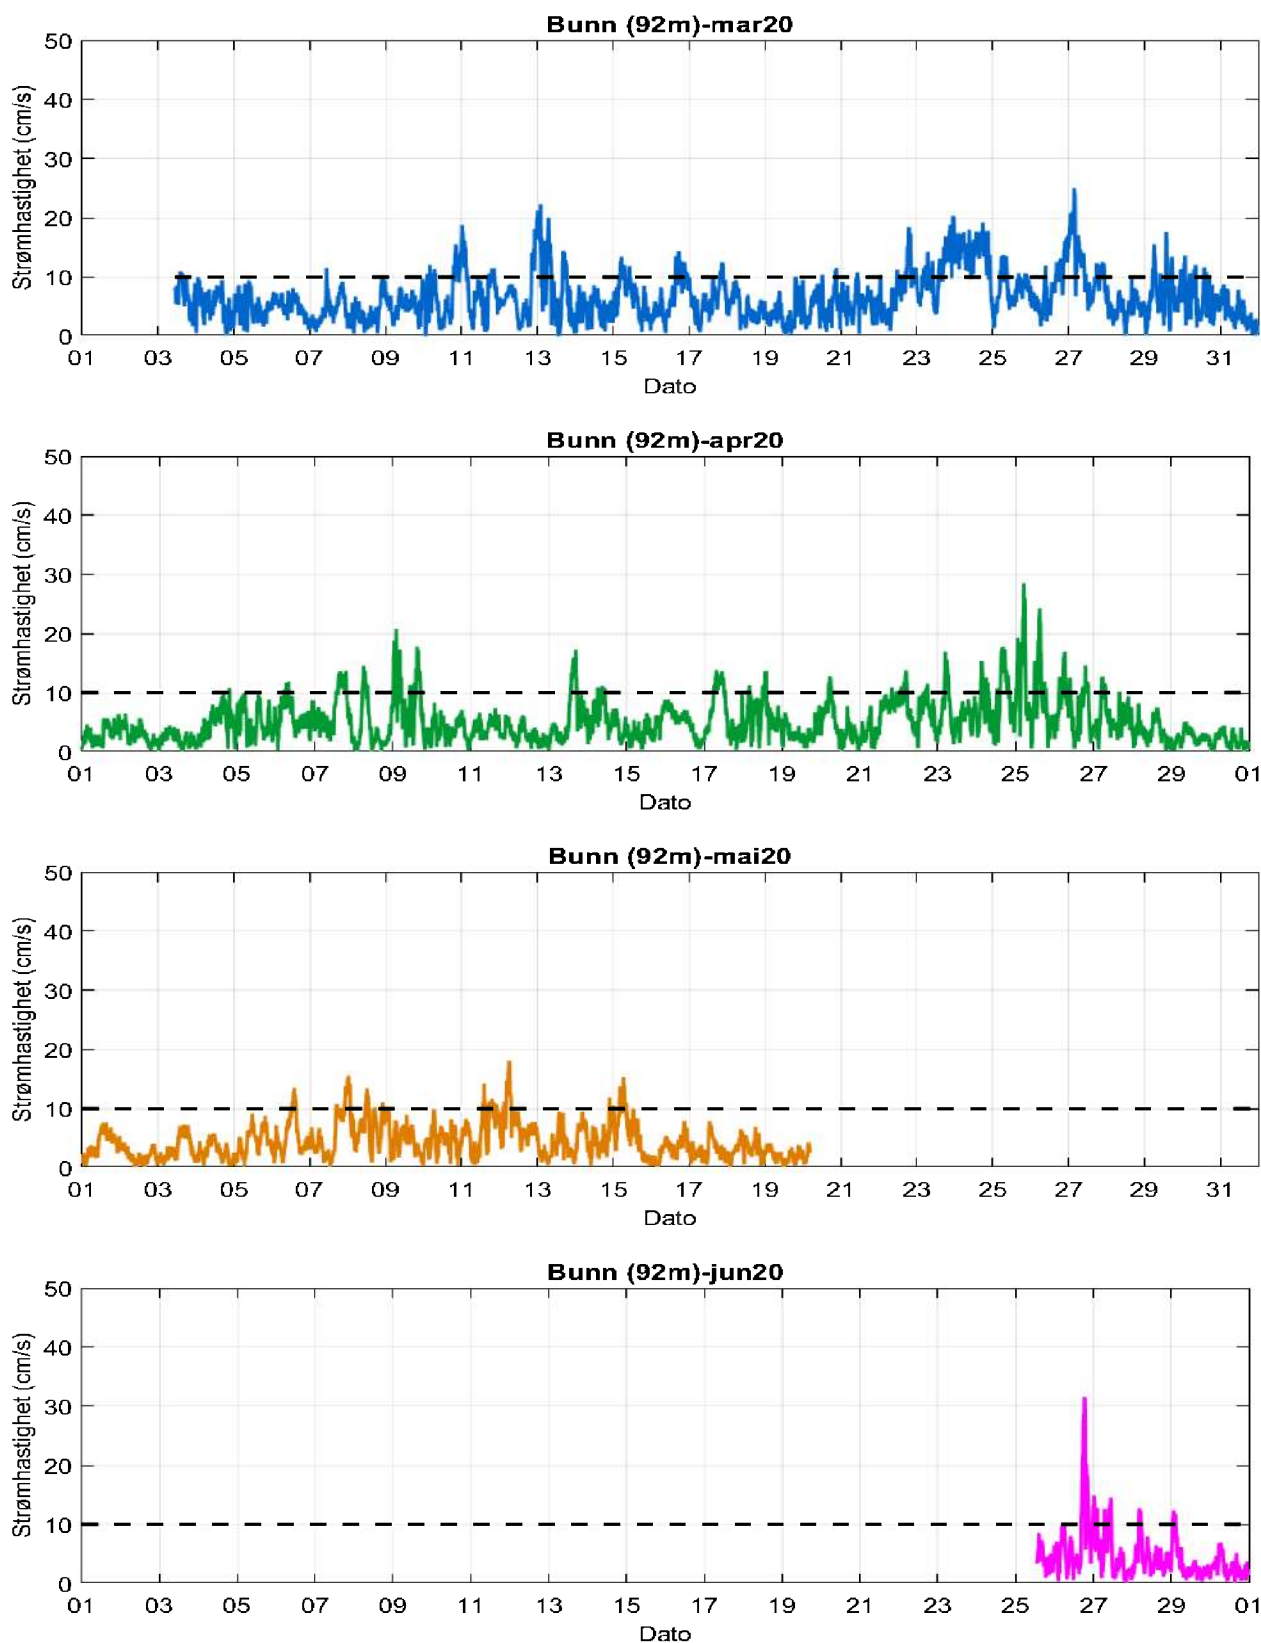 Bunn (92m)-mar20
Strømhastighet (cm/s)
50
40
30
20
10
0
01 03 05 07 09 11 13 15 17 19 21 23 25 27 29 31
Dato
Bunn (92m)-apr20
Strømhastighet (cm/s)
50
40
30
20
10
0
01 03 05 07 09 11 13 15 17 19 21 23 25 27 29 01
Dato
Bunn (92m)-mai20
Strømhastighet (cm/s)
50
40
30
20
10
0
01 03 05 07 09 11 13 15 17 19 21 23 25 27 29 31
Dato
Bunn (92m)-jun20
Strømhastighet (cm/s)
50
40
30
20
10
0
01 03 05 07 09 11 13 15 17 19 21 23 25 27 29 01
Dato